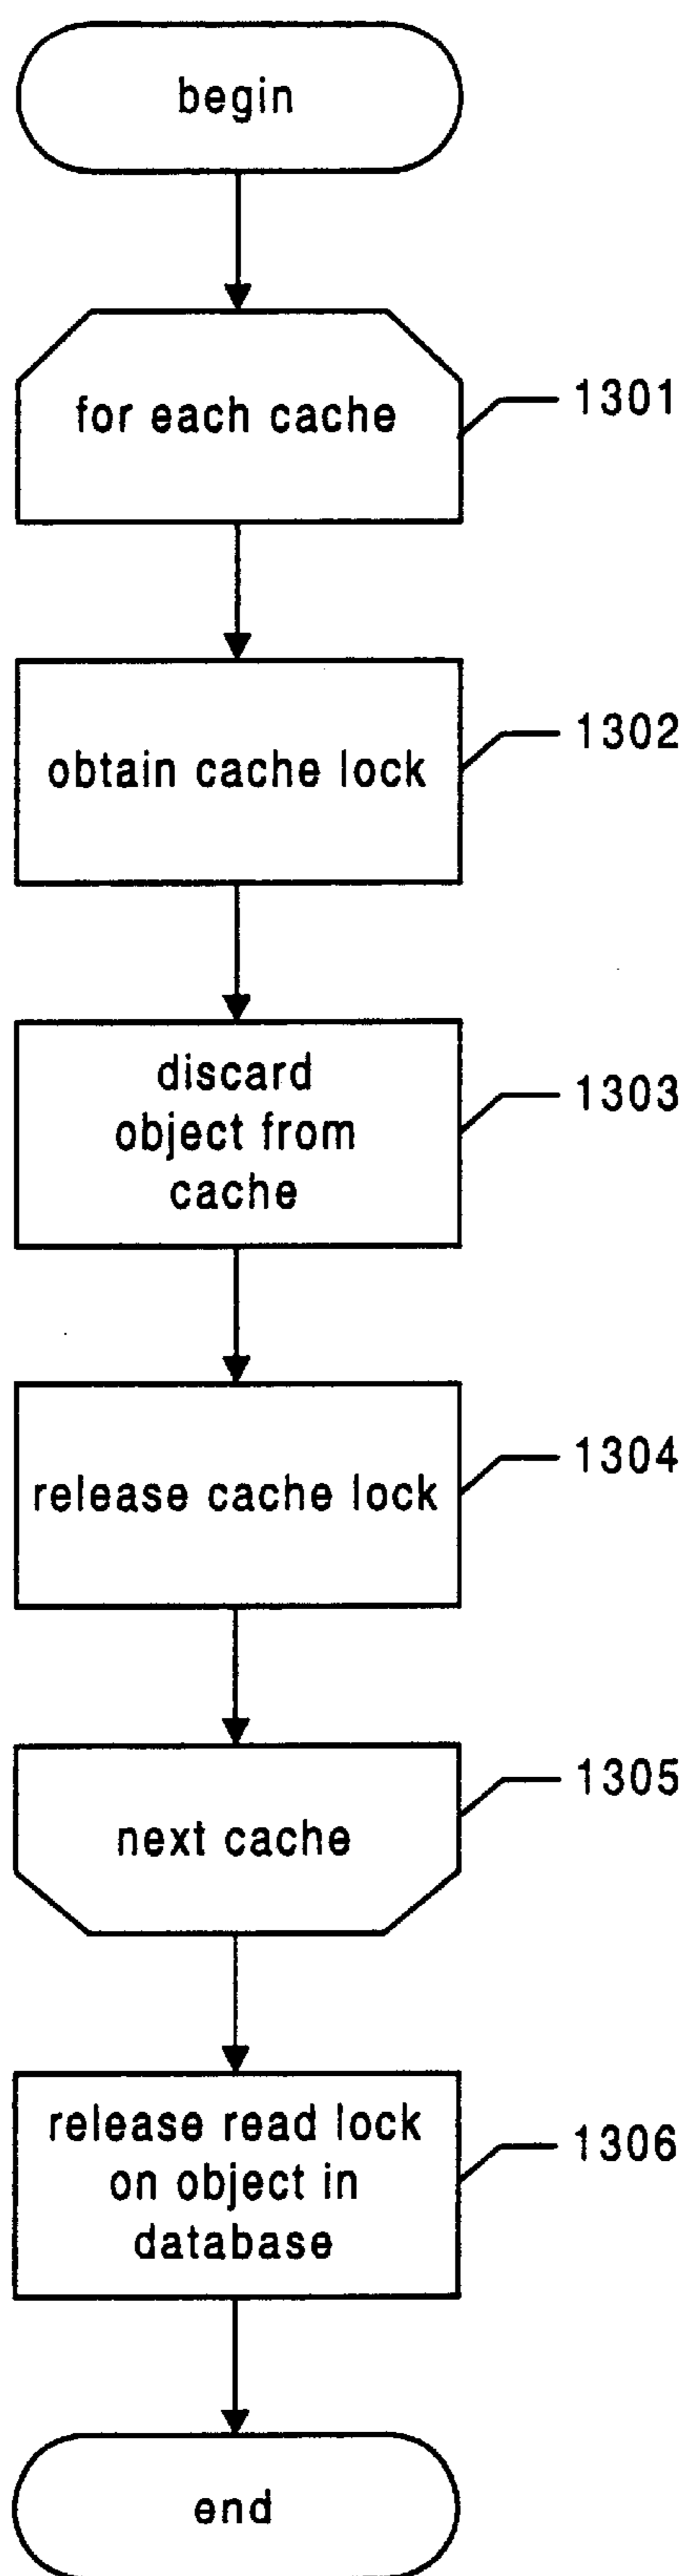 begin
for each cache
1301
obtain cache lock
1302
discard
object from
cache
1303
release cache lock
1304
next cache
1305
release read lock
on object in
database
1306
end